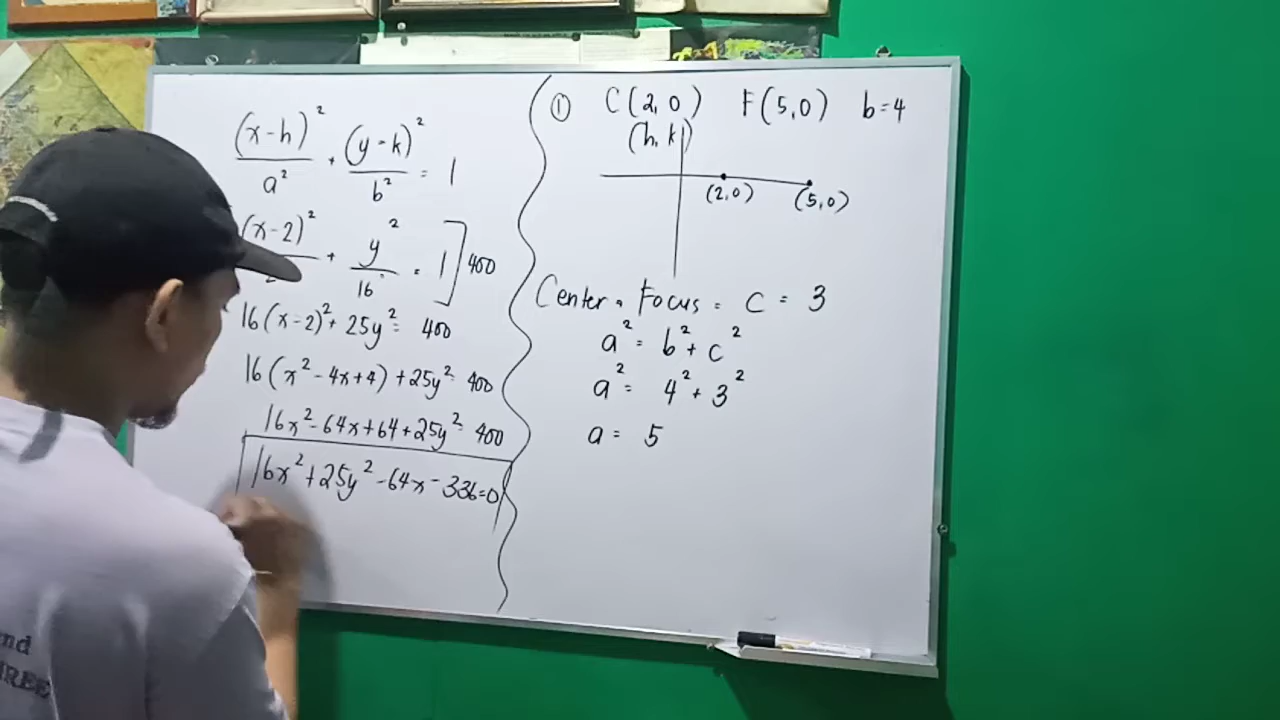 (x-h)² + (y-k)² = 1
a² b²
(x-2)² + y² = 1 ] 400
16
16(x-2)² + 25y² = 400
16(x² - 4x + 4) + 25y² = 400
16x² - 64x + 64 + 25y² = 400
16x² + 25y² - 64x - 336 = 0
① C(2,0) F(5,0) b=4
(h,k)
(2,0) (5,0)
Center - Focus = C = 3
a² = b² + c²
a² = 4² + 3²
a = 5
nd
REE